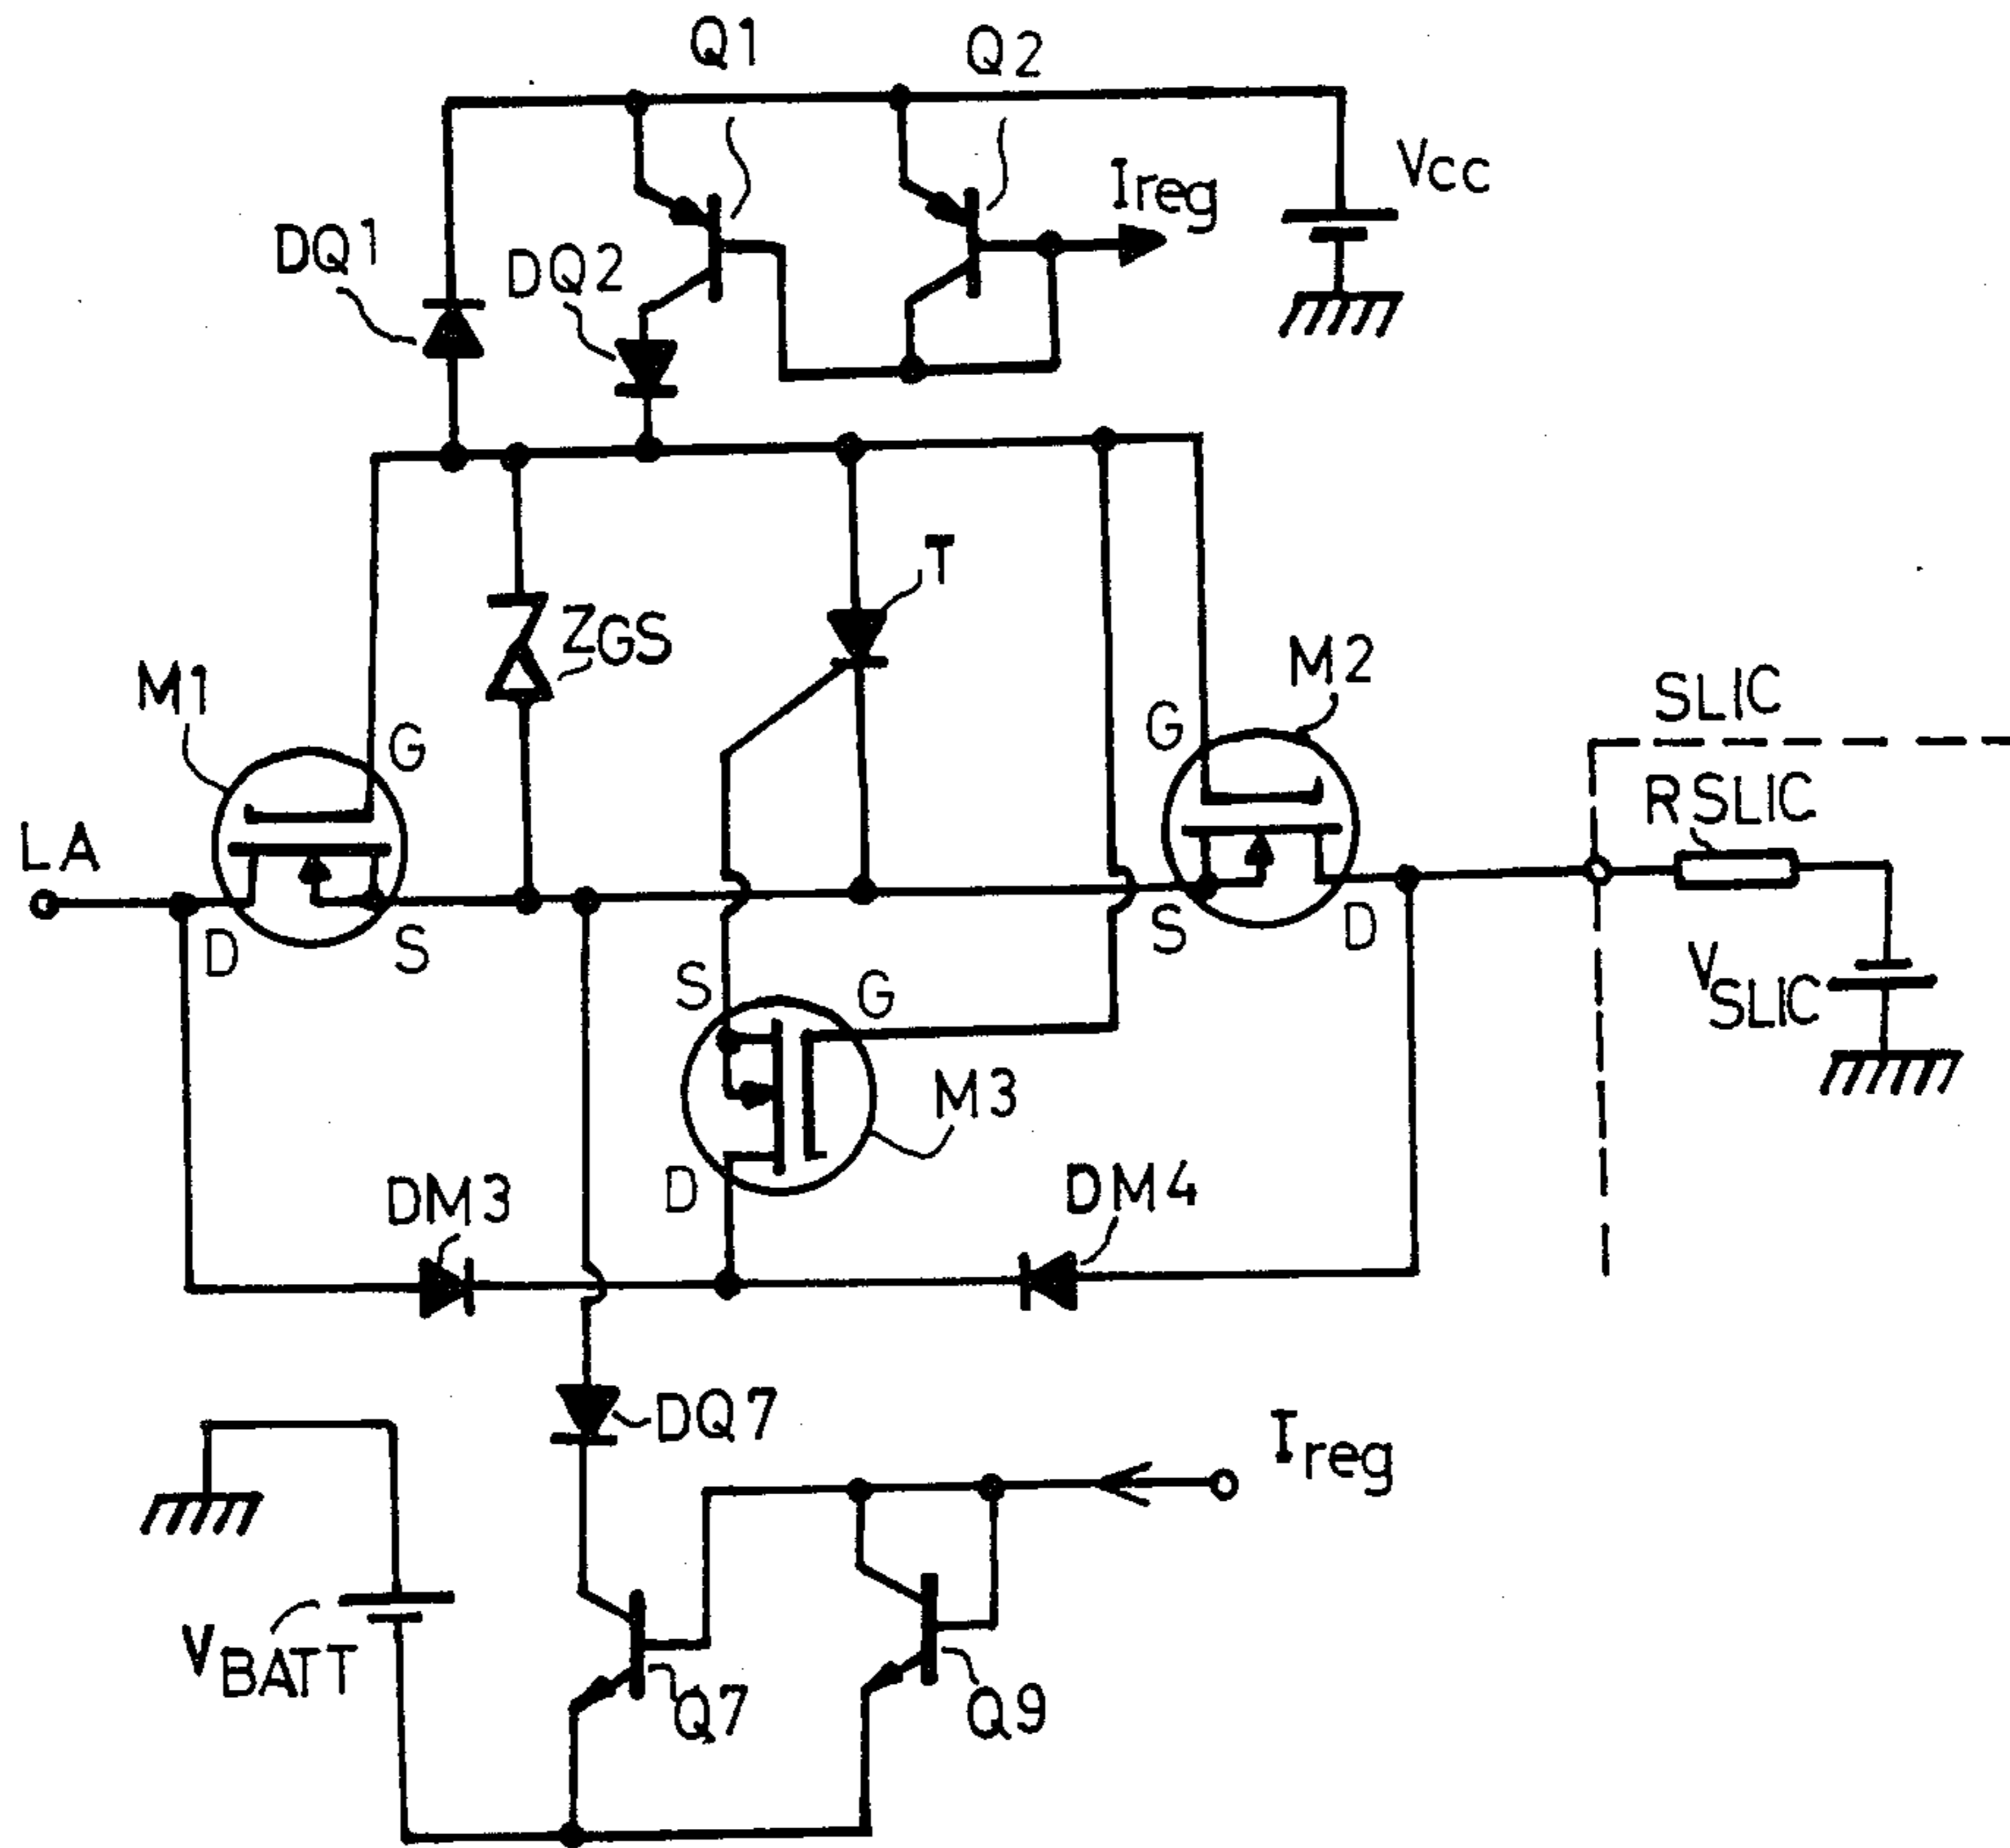 Q1
Q2
Vcc
Ireg
DQ1
DQ2
T
ZGS
M1
G
M2
G
SLIC
RSLIC
LA
D
S
S
D
VSLIC
S
G
M3
D
DM3
DM4
DQ7
Ireg
VBATT
Q7
Q9